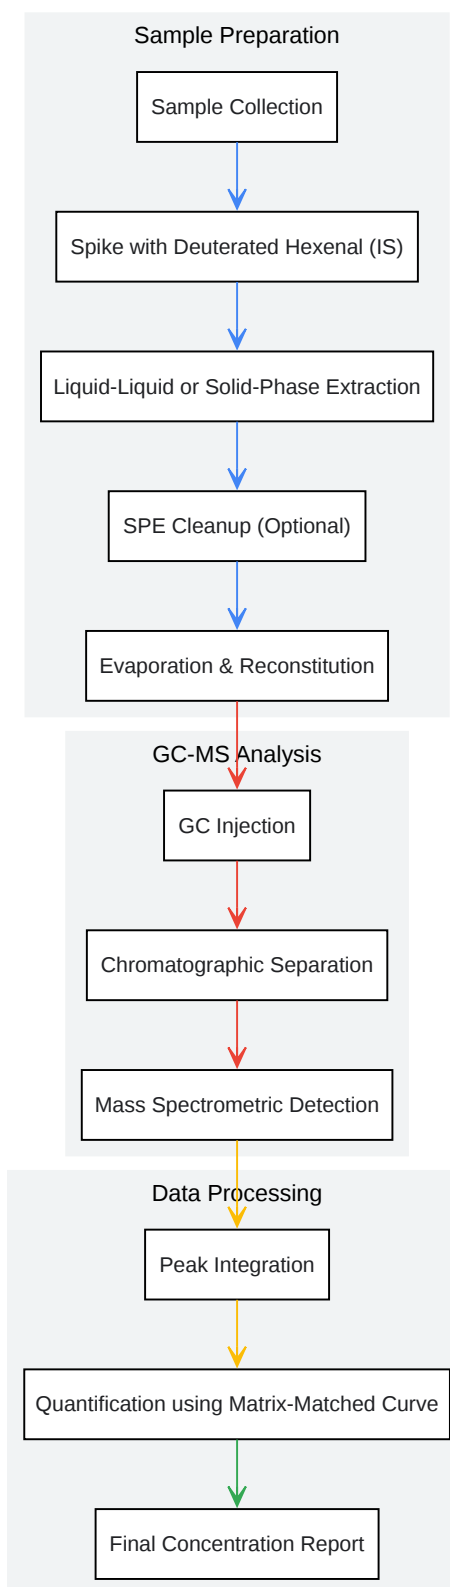 Sample Preparation
Sample Collection
Spike with Deuterated Hexenal (IS)
Liquid-Liquid or Solid-Phase Extraction
SPE Cleanup (Optional)
Evaporation & Reconstitution
GC-MS Analysis
GC Injection
Chromatographic Separation
Mass Spectrometric Detection
Data Processing
Peak Integration
Quantification using Matrix-Matched Curve
Final Concentration Report